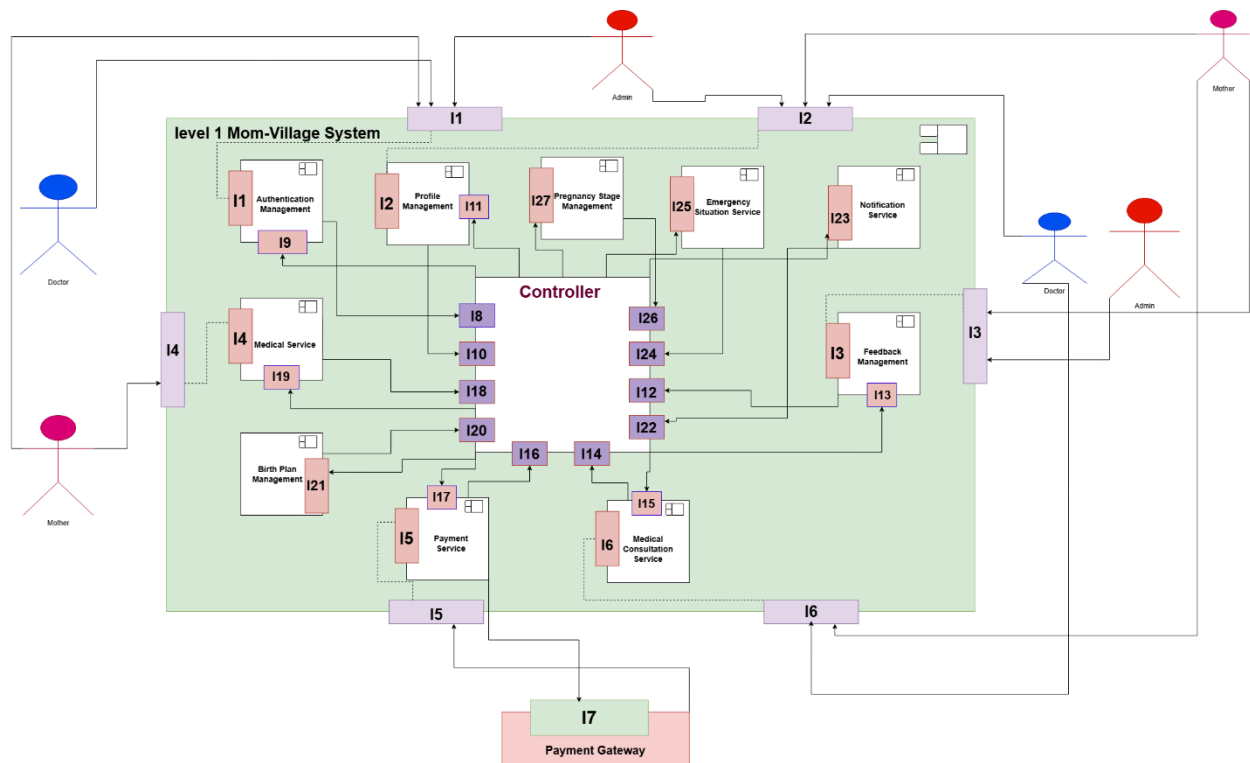 Admin
Mother
I1
I2
level 1 Mom-Village System
I1
Authentication
Management
I9
I2
Profile
Management
I11
I27
Pregnancy Stage
Management
I25
Emergency
Situation Service
I23
Notification
Service
Doctor
Doctor
Admin
Controller
I8
I10
I18
I20
I16
I14
I26
I24
I12
I22
I4
I4
Medical Service
I19
I3
Feedback
Management
I13
I3
Mother
Birth Plan
Management
I21
I17
I5
Payment
Service
I15
I6
Medical
Consultation
Service
I5
I6
I7
Payment Gateway